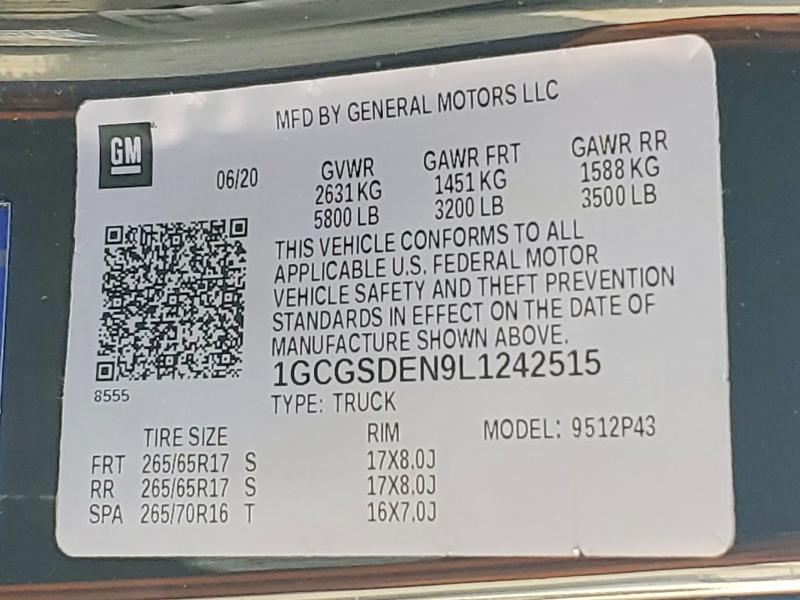 MFD BY GENERAL MOTORS LLC
GM
06/20
GVWR GAWR FRT GAWR RR
2631 KG 1451 KG 1588 KG
5800 LB 3200 LB 3500 LB
THIS VEHICLE CONFORMS TO ALL
APPLICABLE U.S. FEDERAL MOTOR
VEHICLE SAFETY AND THEFT PREVENTION
STANDARDS IN EFFECT ON THE DATE OF
MANUFACTURE SHOWN ABOVE.
1GCGSDEN9L1242515
8555
TYPE: TRUCK
TIRE SIZE RIM MODEL: 9512P43
FRT 265/65R17 S 17X8.0J
RR 265/65R17 S 17X8.0J
SPA 265/70R16 T 16X7.0J